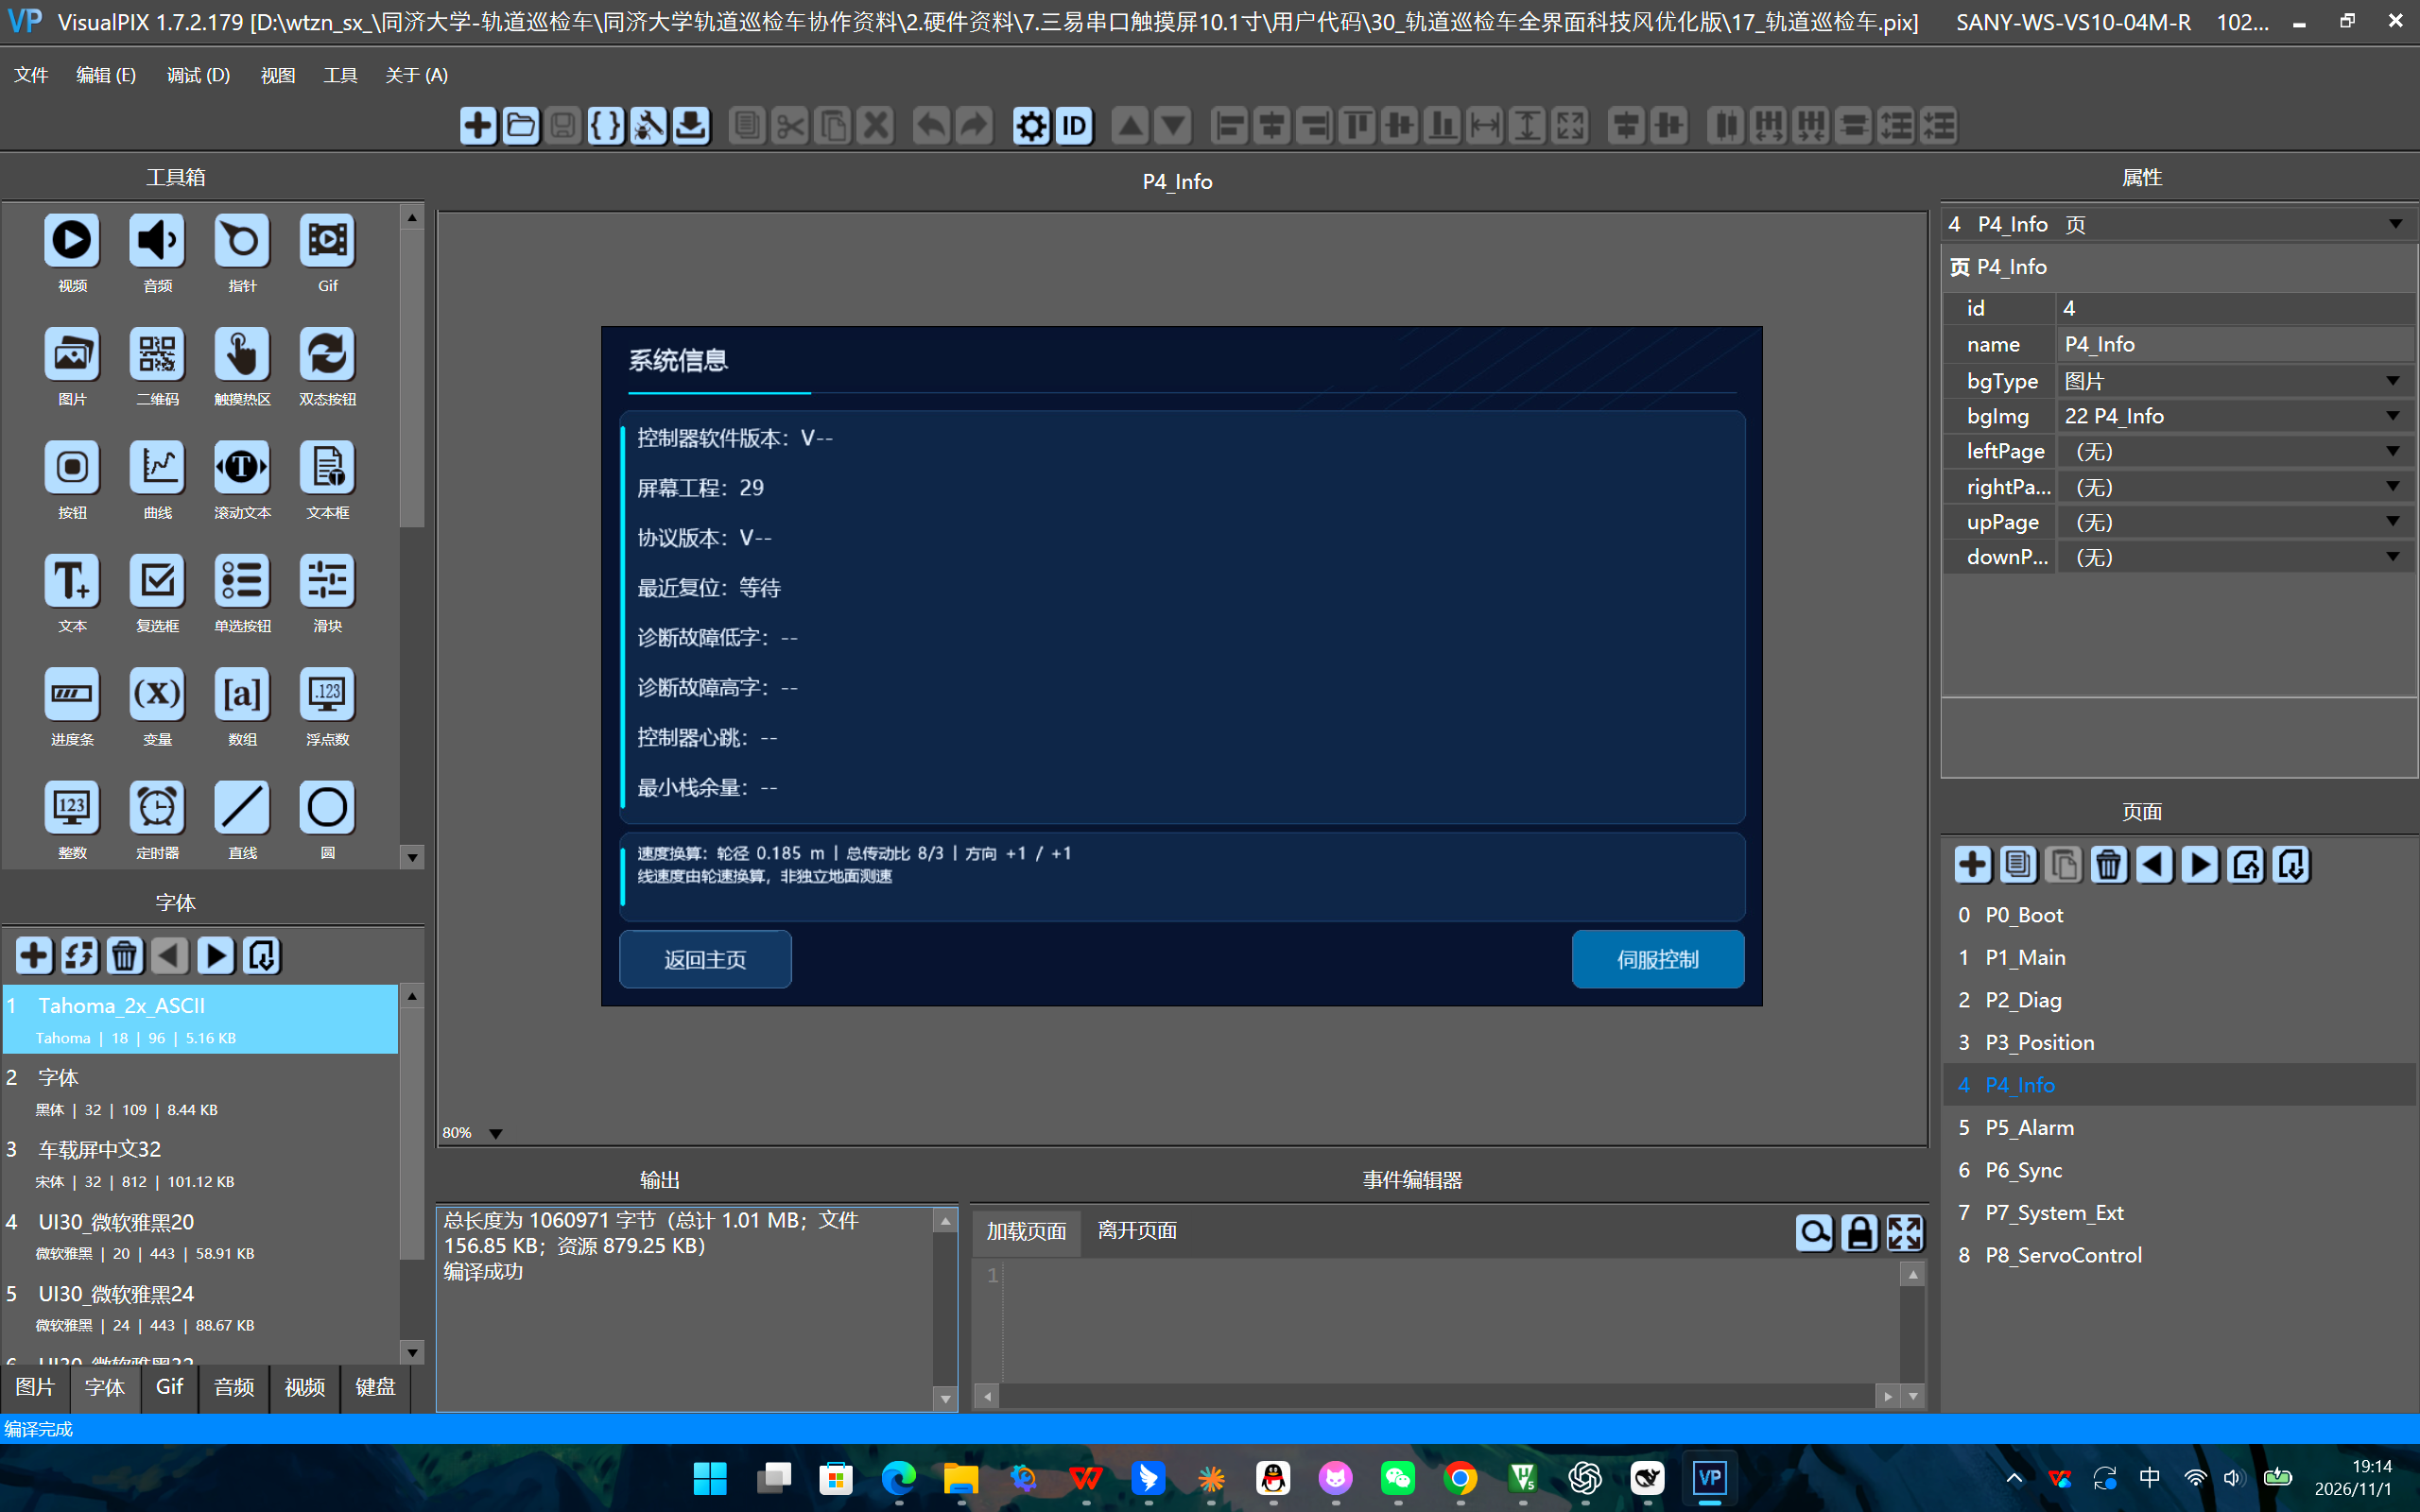 VP VisualPIX 1.7.2.179 [D:\wtzn_sx_\同济大学-轨道巡检车\同济大学轨道巡检车协作资料\2.硬件资料\7.三易串口触摸屏10.1寸\用户代码\30_轨道巡检车全界面科技风优化版\17_轨道巡检车.pix] SANY-WS-VS10-04M-R 102...
文件 编辑 (E) 调试 (D) 视图 工具 关于 (A)
ID
工具箱
视频 音频 指针 Gif
图片 二维码 触摸热区 双态按钮
按钮 曲线 滚动文本 文本框
文本 复选框 单选按钮 滑块
进度条 变量 数组 浮点数
整数 定时器 直线 圆
字体
1 Tahoma_2x_ASCII
Tahoma | 18 | 96 | 5.16 KB
2 字体
黑体 | 32 | 109 | 8.44 KB
3 车载屏中文32
宋体 | 32 | 812 | 101.12 KB
4 UI30_微软雅黑20
微软雅黑 | 20 | 443 | 58.91 KB
5 UI30_微软雅黑24
微软雅黑 | 24 | 443 | 88.67 KB
6 UI30_微软雅黑32
图片 字体 Gif 音频 视频 键盘
编译完成
P4_Info
系统信息
控制器软件版本：V--
屏幕工程：29
协议版本：V--
最近复位：等待
诊断故障低字：--
诊断故障高字：--
控制器心跳：--
最小栈余量：--
速度换算：轮径 0.185 m | 总传动比 8/3 | 方向 +1 / +1
线速度由轮速换算，非独立地面测速
返回主页 伺服控制
80%
输出
总长度为 1060971 字节（总计 1.01 MB；文件
156.85 KB；资源 879.25 KB）
编译成功
事件编辑器
加载页面 离开页面
1
属性
4 P4_Info 页
页 P4_Info
id 4
name P4_Info
bgType 图片
bgImg 22 P4_Info
leftPage （无）
rightPa... （无）
upPage （无）
downP... （无）
页面
0 P0_Boot
1 P1_Main
2 P2_Diag
3 P3_Position
4 P4_Info
5 P5_Alarm
6 P6_Sync
7 P7_System_Ext
8 P8_ServoControl
中
19:14
2026/11/1